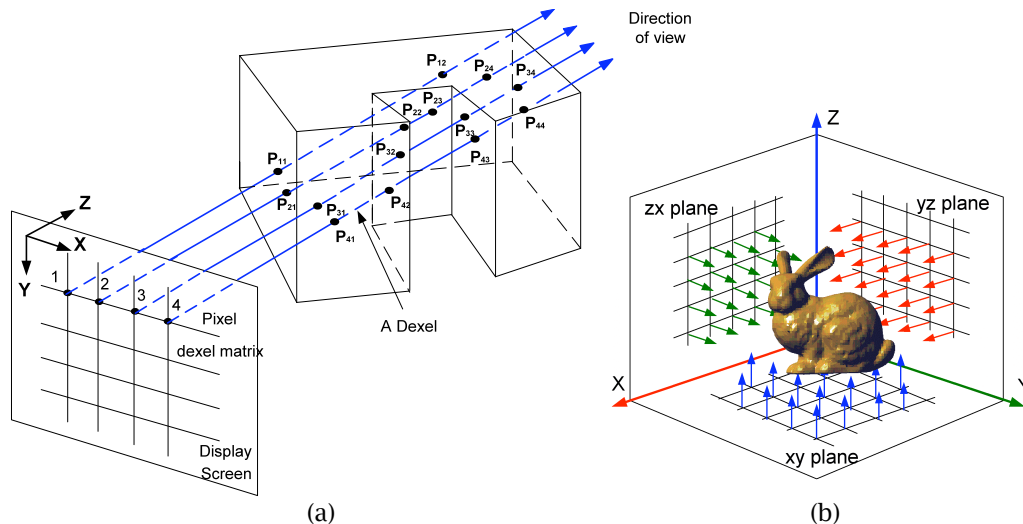 Direction
of view
P12
P24
P34
P23
P22
P44
P33
P11
P32
P43
P21
P42
P31
P41
Z
X
Y
1
2
3
4
Pixel
dexel matrix
A Dexel
Display
Screen
(a)
Z
zx plane
yz plane
X
Y
xy plane
(b)